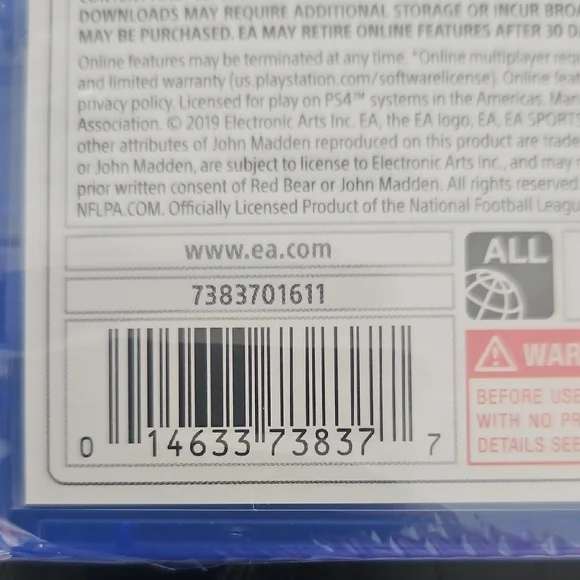 DOWNLOADS MAY REQUIRE ADDITIONAL STORAGE OR INCUR
MAY BE PURCHASED. EA MAY RETIRE ONLINE FEATURES AFTER 30
Online features may be terminated at any time. *Online multiplayer
and limited warranty (us.playstation.com/softwarelicense). Online
privacy policy. Licensed for play on PS4™ systems in the Americas.
Association. © 2019 Electronic Arts Inc. EA, the EA logo, EA, EA SPORTS
other attributes of John Madden reproduced on this product are
or John Madden, are subject to license to Electronic Arts Inc., and may
prior written consent of Red Bear or John Madden. All rights reserved
NFLPA.COM. Officially Licensed Product of the National Football
www.ea.com
ALL
7383701611
WAR
BEFORE USE
WITH NO PR
DETAILS SEE
0 14633 73837 7